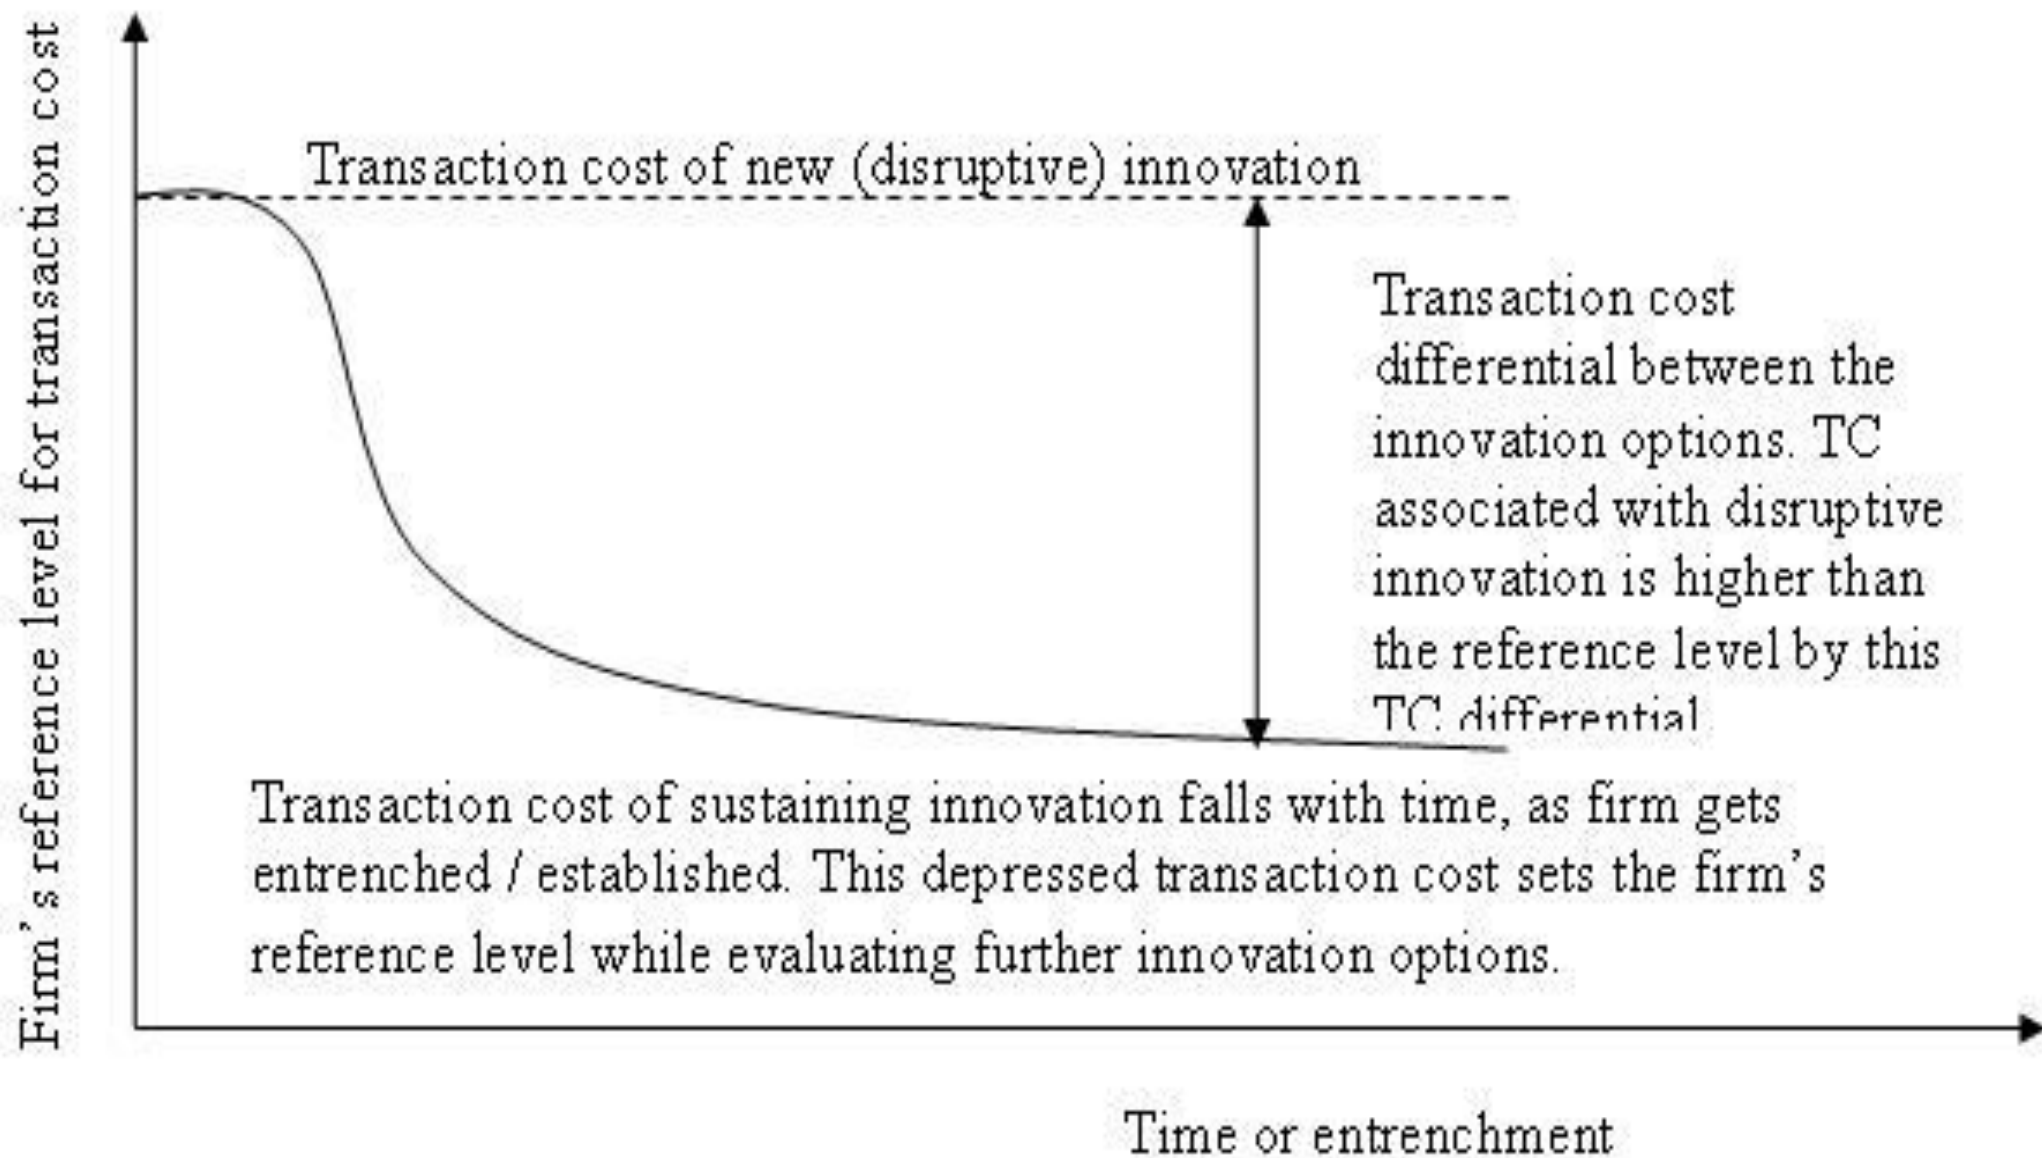 Firm's reference level for transaction cost
Transaction cost of new (disruptive) innovation
Transaction cost
differential between the
innovation options. TC
associated with disruptive
innovation is higher than
the reference level by this
TC differential
Transaction cost of sustaining innovation falls with time, as firm gets
entrenched / established. This depressed transaction cost sets the firm's
reference level while evaluating further innovation options.
Time or entrenchment